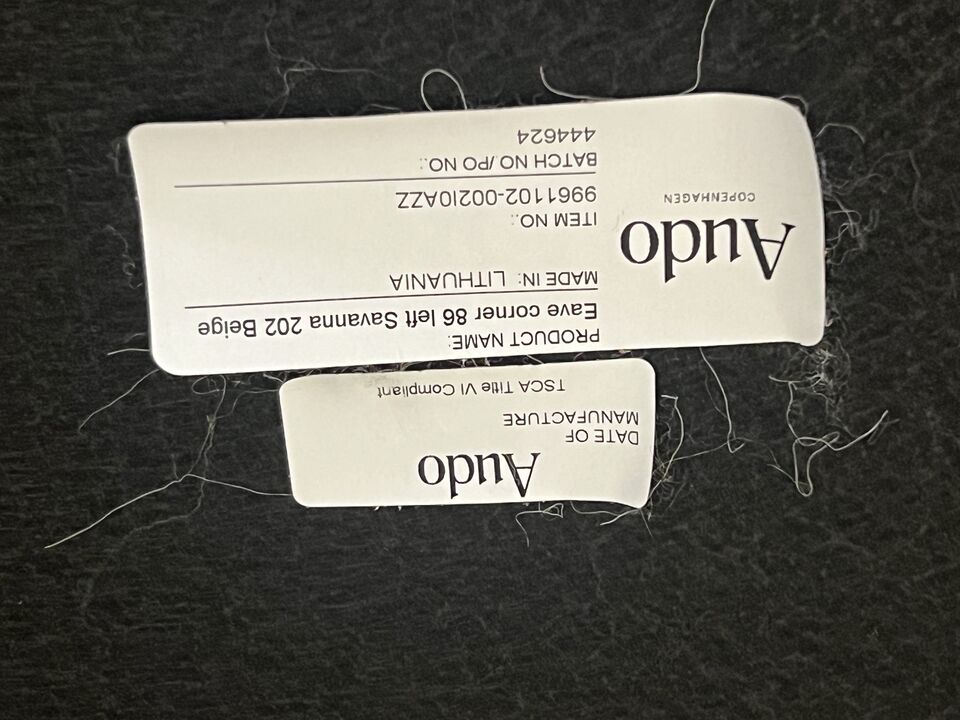 Audo
DATE OF
MANUFACTURE
TSCA Title VI Compliant
PRODUCT NAME:
Eave corner 86 left Savanna 202 Beige
MADE IN: LITHUANIA
Audo
COPENHAGEN
ITEM NO.:
9961102-002I0AZZ
BATCH NO /PO NO.:
444624